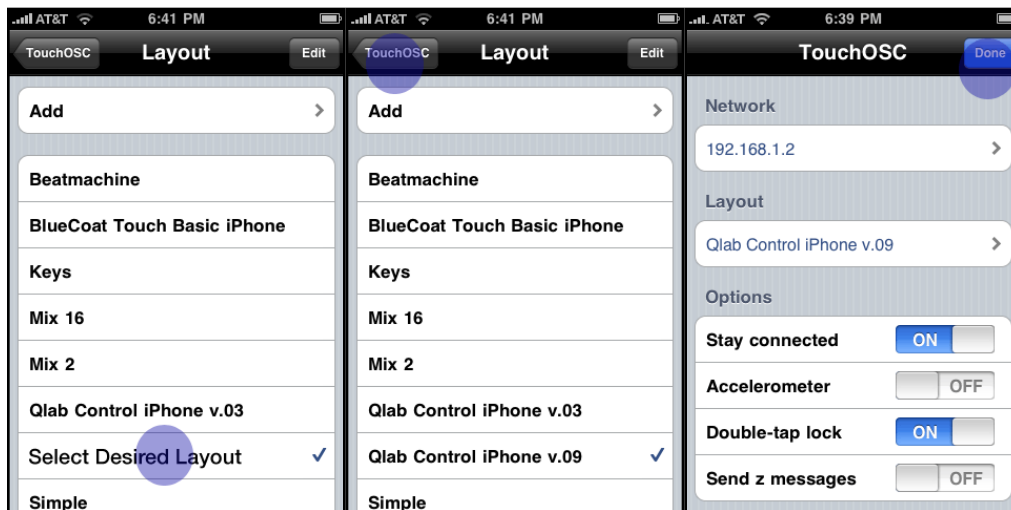 AT&T 6:41 PM
TouchOSC Layout Edit
Add
Beatmachine
BlueCoat Touch Basic iPhone
Keys
Mix 16
Mix 2
Qlab Control iPhone v.03
Select Desired Layout
Simple
AT&T 6:41 PM
TouchOSC Layout Edit
Add
Beatmachine
BlueCoat Touch Basic iPhone
Keys
Mix 16
Mix 2
Qlab Control iPhone v.03
Qlab Control iPhone v.09
Simple
AT&T 6:39 PM
TouchOSC Done
Network
192.168.1.2
Layout
Qlab Control iPhone v.09
Options
Stay connected ON
Accelerometer OFF
Double-tap lock ON
Send z messages OFF